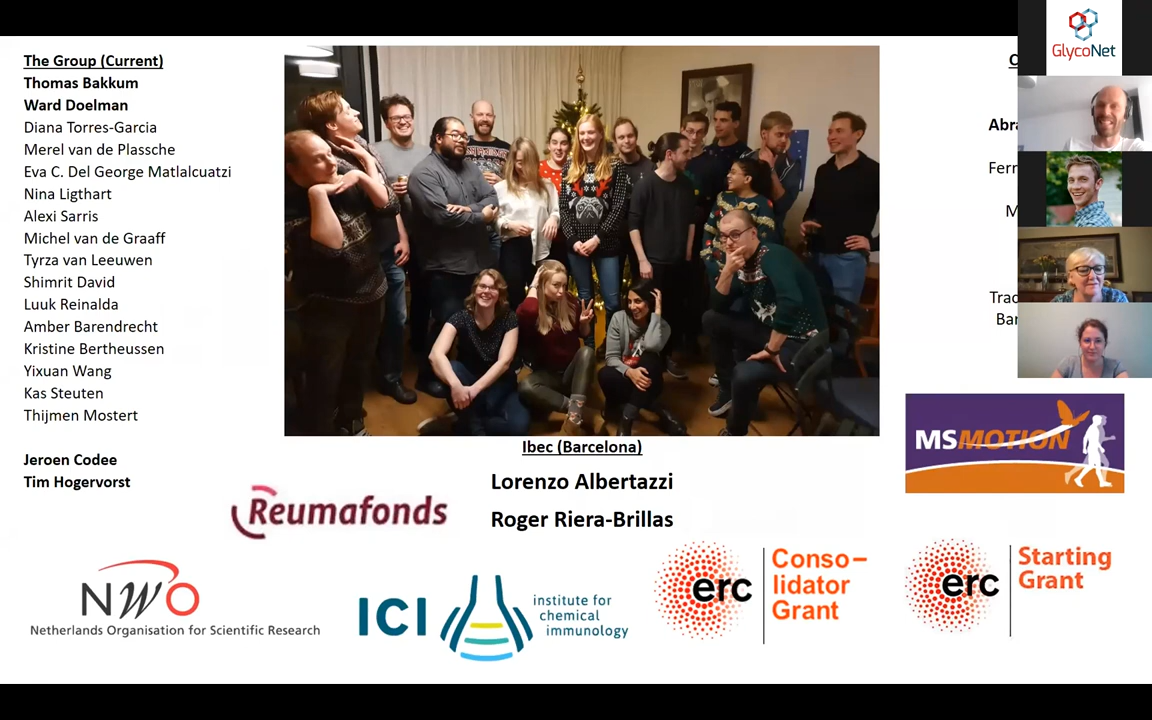 The Group (Current)
Thomas Bakkum
Ward Doelman
Diana Torres-Garcia
Merel van de Plassche
Eva C. Del George Matlalcuatzi
Nina Ligthart
Alexi Sarris
Michel van de Graaff
Tyrza van Leeuwen
Shimrit David
Luuk Reinalda
Amber Barendrecht
Kristine Bertheussen
Yixuan Wang
Kas Steuten
Thijmen Mostert
Jeroen Codee
Tim Hogervorst
Ibec (Barcelona)
Lorenzo Albertazzi
Roger Riera-Brillas
GlycoNet
MSMOTION
Reumafonds
NWO
Netherlands Organisation for Scientific Research
ICI
institute for
chemical
immunology
erc
Conso–
lidator
Grant
erc
Starting
Grant